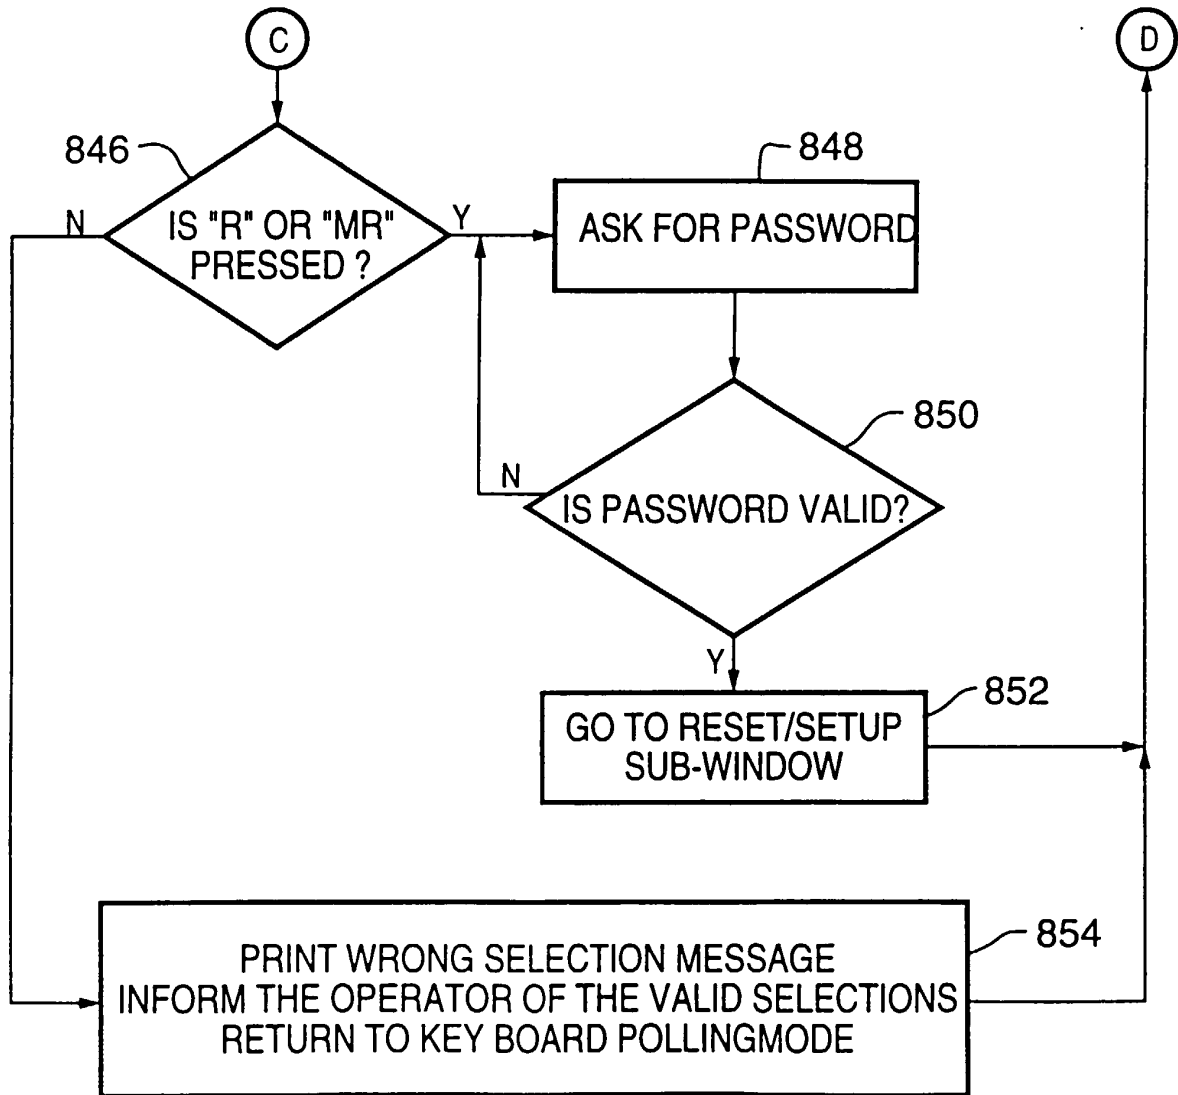 C
D
846
848
N
IS "R" OR "MR"
PRESSED ?
Y
ASK FOR PASSWORD
850
N
IS PASSWORD VALID?
Y
852
GO TO RESET/SETUP
SUB-WINDOW
854
PRINT WRONG SELECTION MESSAGE
INFORM THE OPERATOR OF THE VALID SELECTIONS
RETURN TO KEY BOARD POLLINGMODE